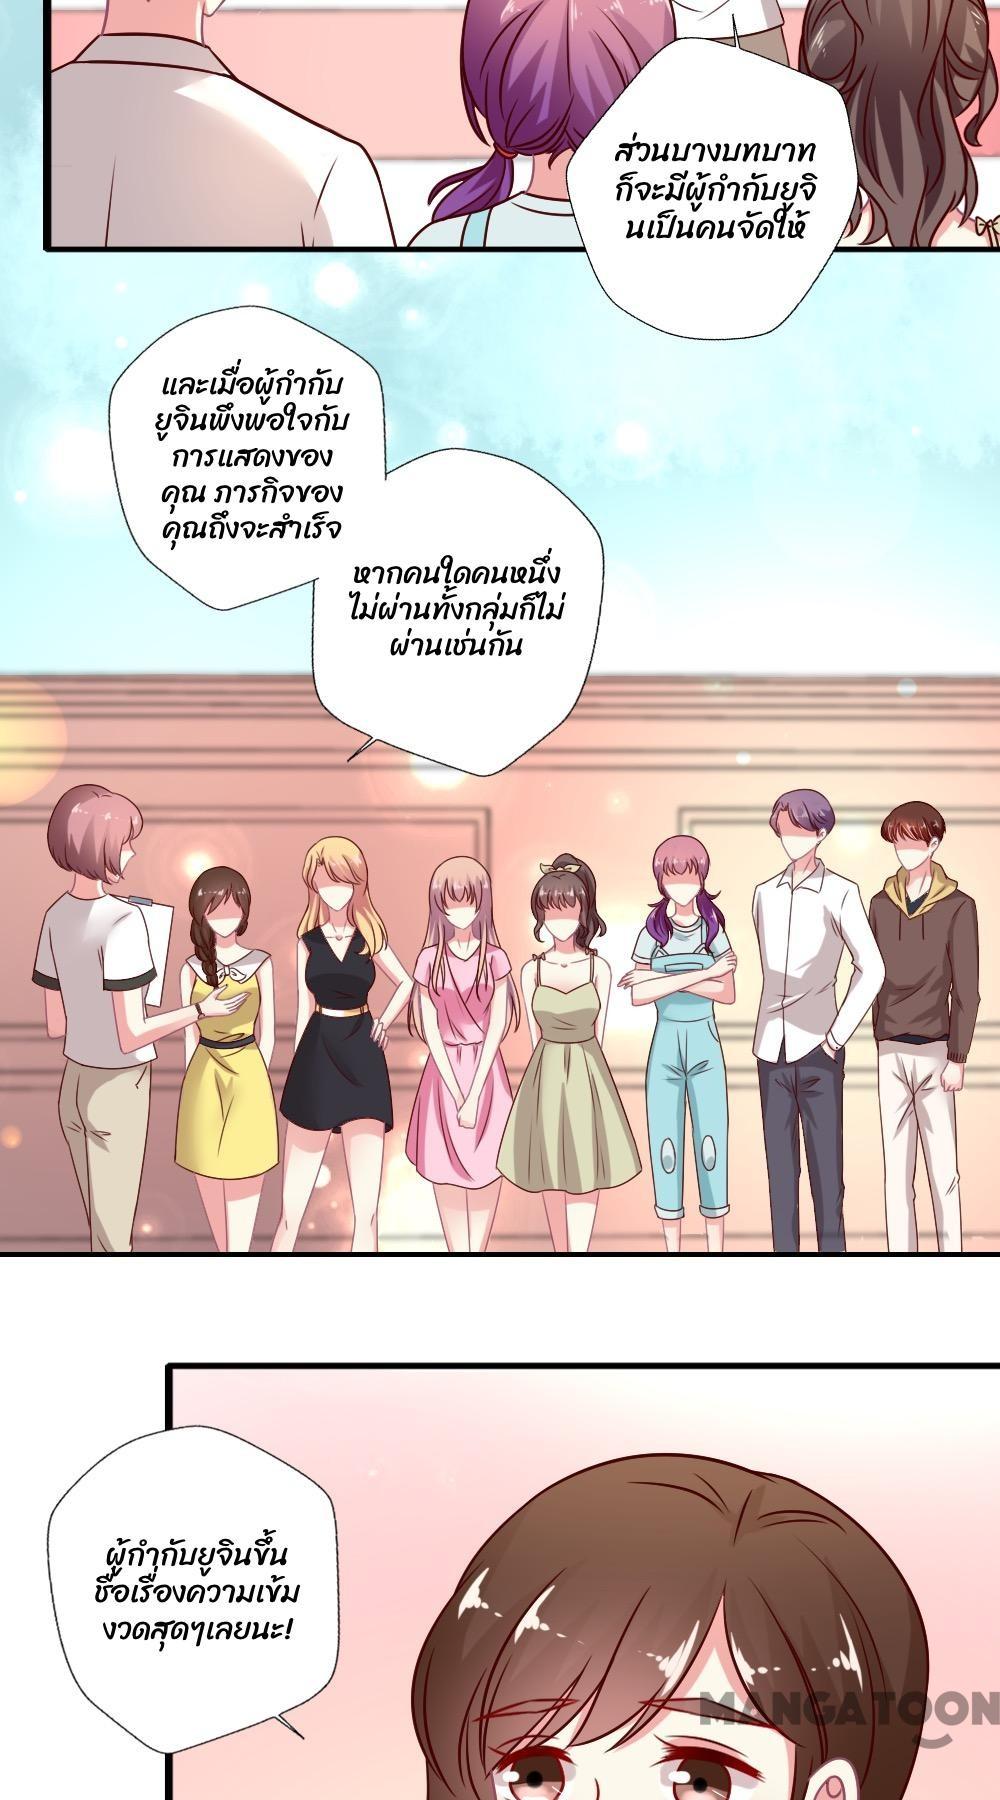 ส่วนบางบทบาท
ก็จะมีผู้กำกับยูจิ
นเป็นคนจัดให้
และเมื่อผู้กำกับ
ยูจินพึงพอใจกับ
การแสดงของ
คุณ ภารกิจของ
คุณถึงจะสำเร็จ
หากคนใดคนหนึ่ง
ไม่ผ่านทั้งกลุ่มก็ไม่
ผ่านเช่นกัน
ผู้กำกับยูจินขึ้น
ชื่อเรื่องความเข้ม
งวดสุดๆเลยนะ!
MANGATOON